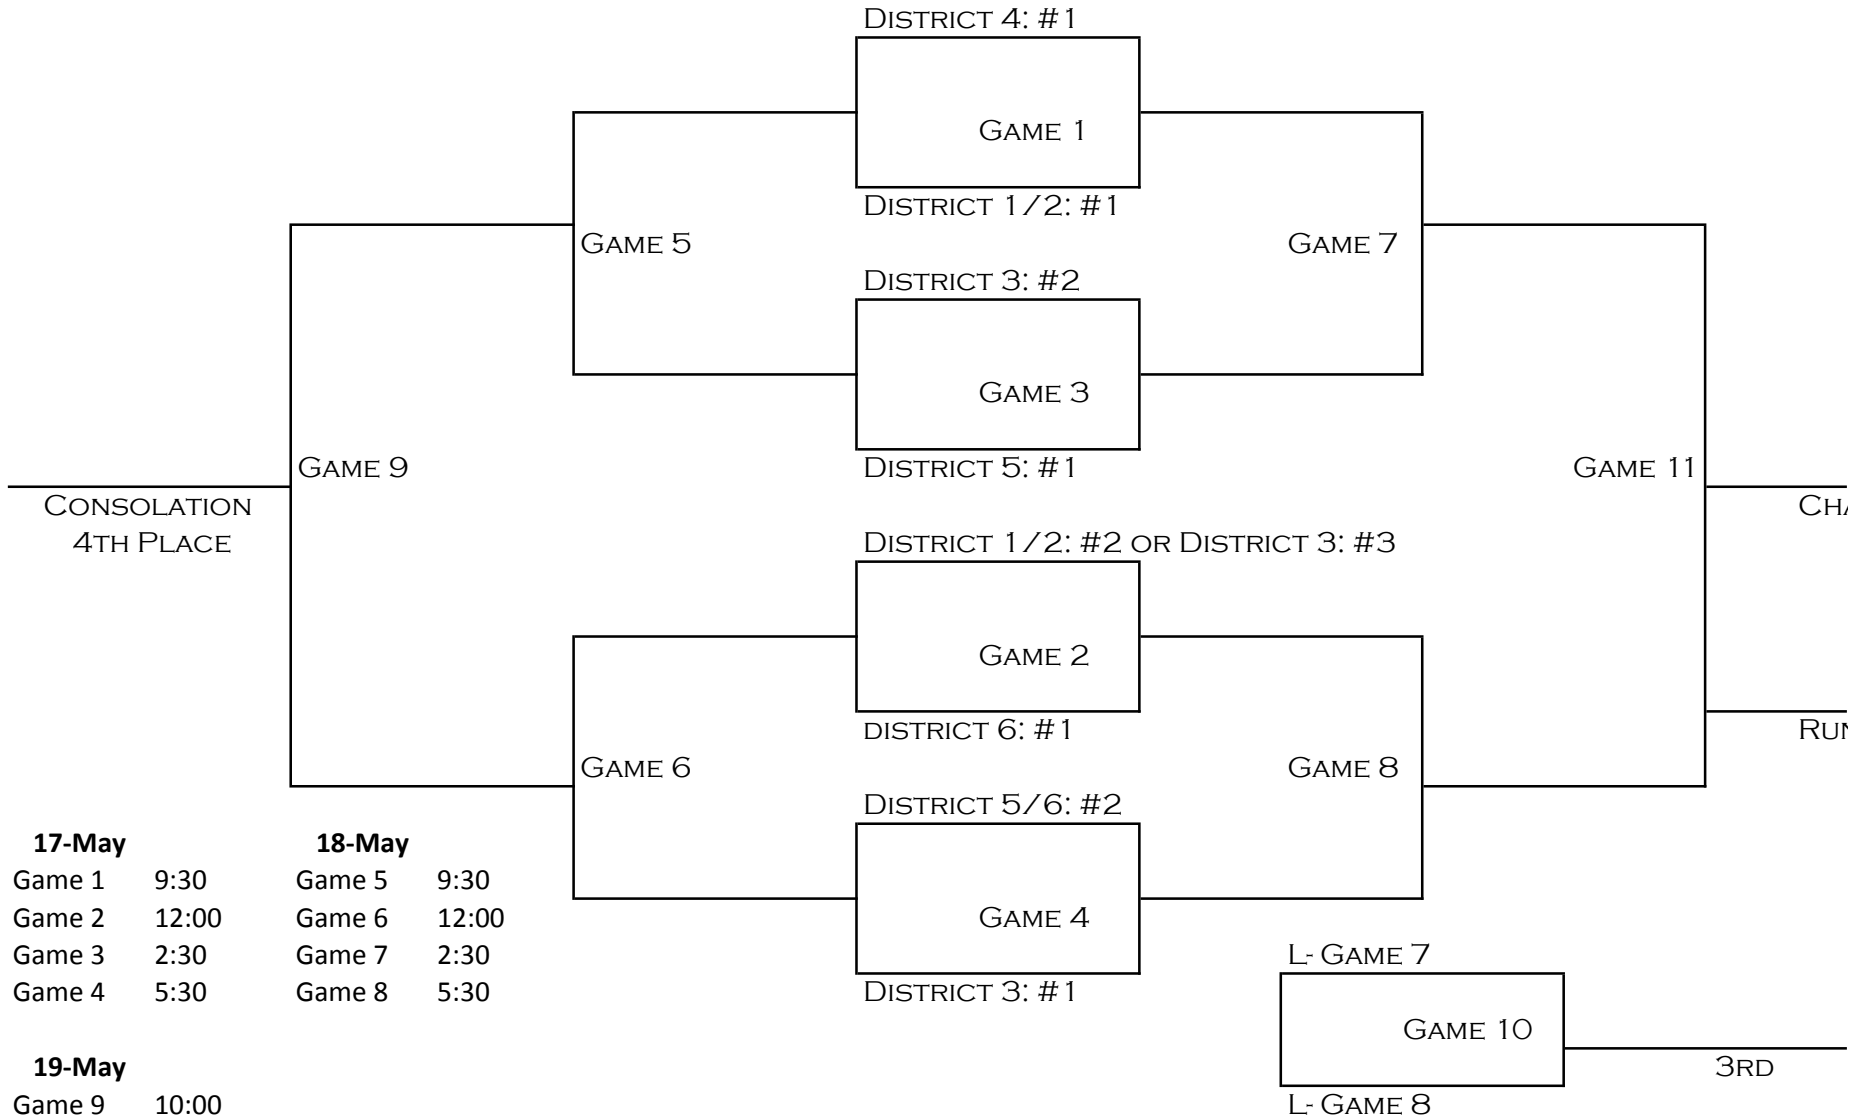 District 4: #1
Game 1
District 1/2: #1
Game 5
Game 7
District 3: #2
Game 3
District 5: #1
Game 9
Game 11
Consolation
4th Place
Cha
District 1/2: #2 or District 3: #3
Game 2
district 6: #1
Run
Game 6
Game 8
District 5/6: #2
Game 4
District 3: #1
17-May 18-May
Game 1 9:30 Game 5 9:30
Game 2 12:00 Game 6 12:00
Game 3 2:30 Game 7 2:30
Game 4 5:30 Game 8 5:30
19-May
Game 9 10:00
L- Game 7
Game 10
3rd
L- Game 8